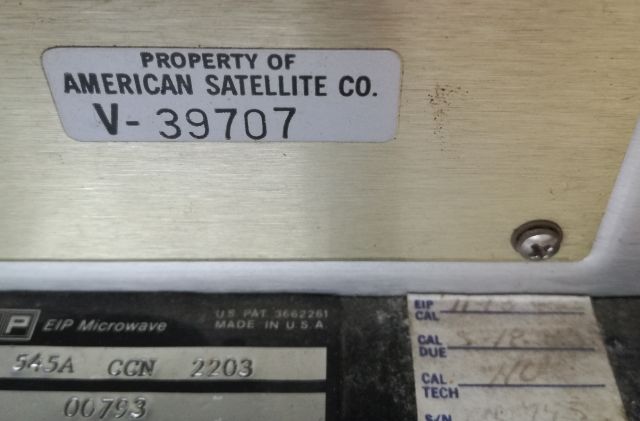 PROPERTY OF
AMERICAN SATELLITE CO.
V- 39707
P EIP Microwave
U.S. PAT. 3662261
MADE IN U.S.A
545A CCN 2203
00793
EIP
CAL
CAL
DUE
CAL.
TECH
S/N